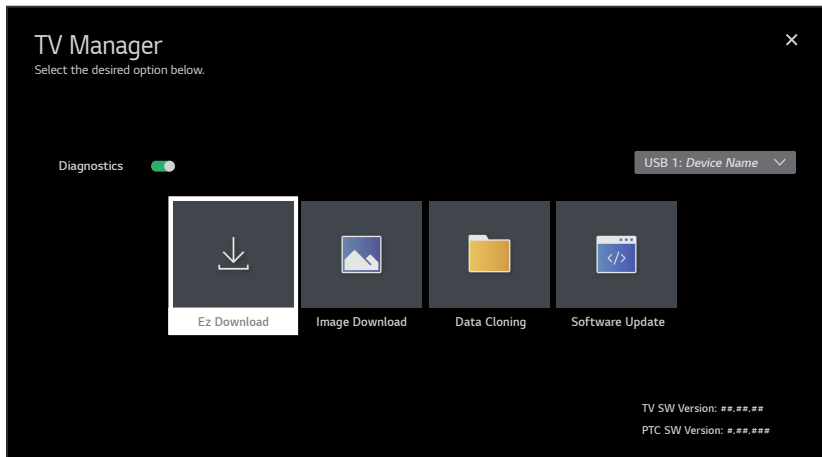 TV Manager
Select the desired option below.
Diagnostics
USB 1: Device Name
Ez Download
Image Download
Data Cloning
Software Update
TV SW Version: ##.##.##
PTC SW Version: #.##.###